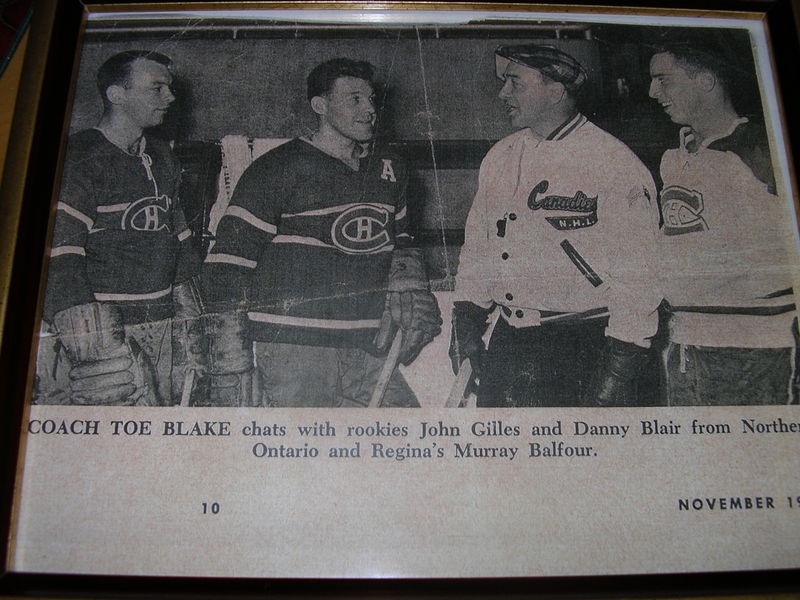 A
CH
CH
Canadiens
N.H.L.
CH
COACH TOE BLAKE chats with rookies John Gilles and Danny Blair from Norther
Ontario and Regina's Murray Balfour.
10
NOVEMBER 19